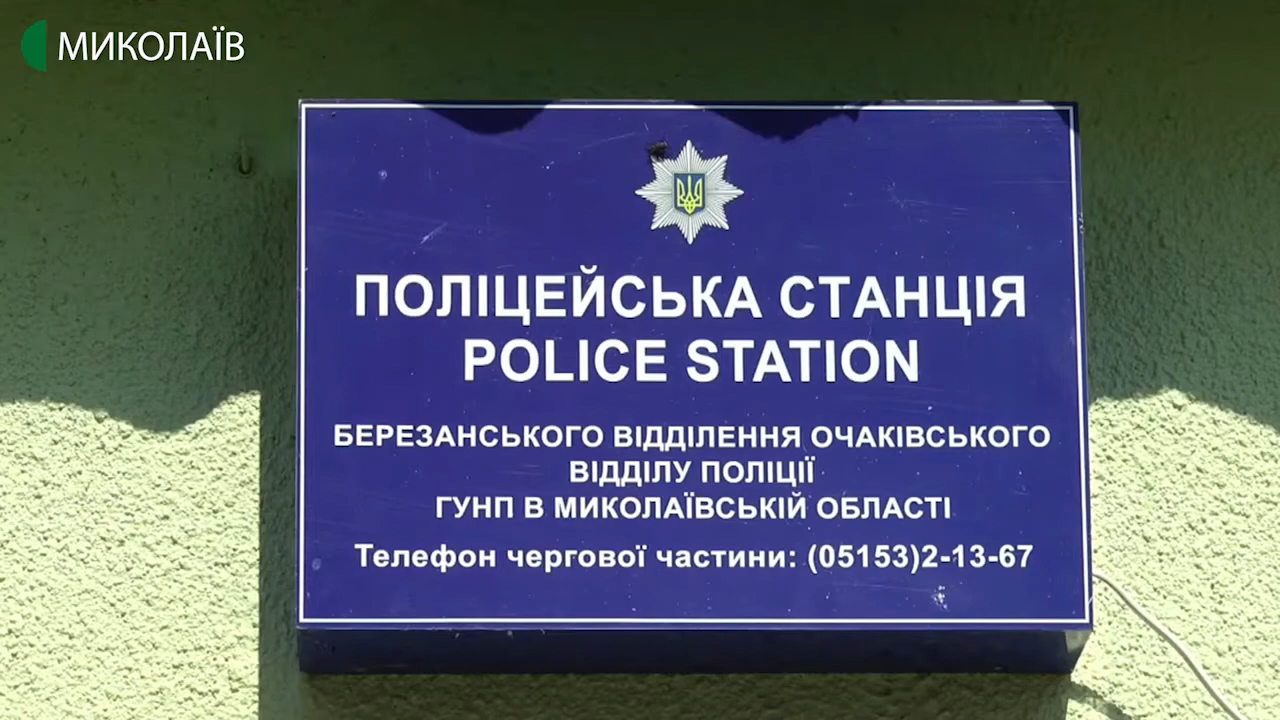 МИКОЛАЇВ
ПОЛІЦЕЙСЬКА СТАНЦІЯ
POLICE STATION
БЕРЕЗАНСЬКОГО ВІДДІЛЕННЯ ОЧАКІВСЬКОГО
ВІДДІЛУ ПОЛІЦІЇ
ГУНП В МИКОЛАЇВСЬКІЙ ОБЛАСТІ
Телефон чергової частини: (05153)2-13-67